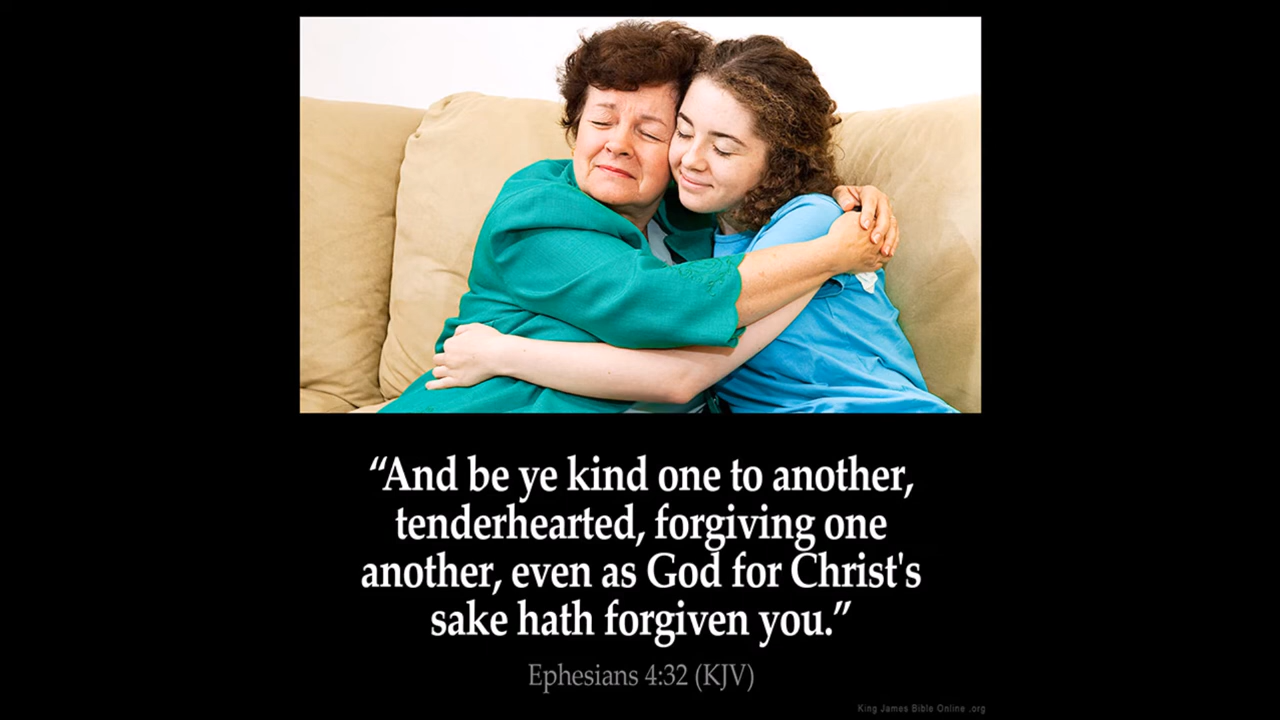 “And be ye kind one to another,
tenderhearted, forgiving one
another, even as God for Christ's
sake hath forgiven you.”
Ephesians 4:32 (KJV)
King James Bible Online .org